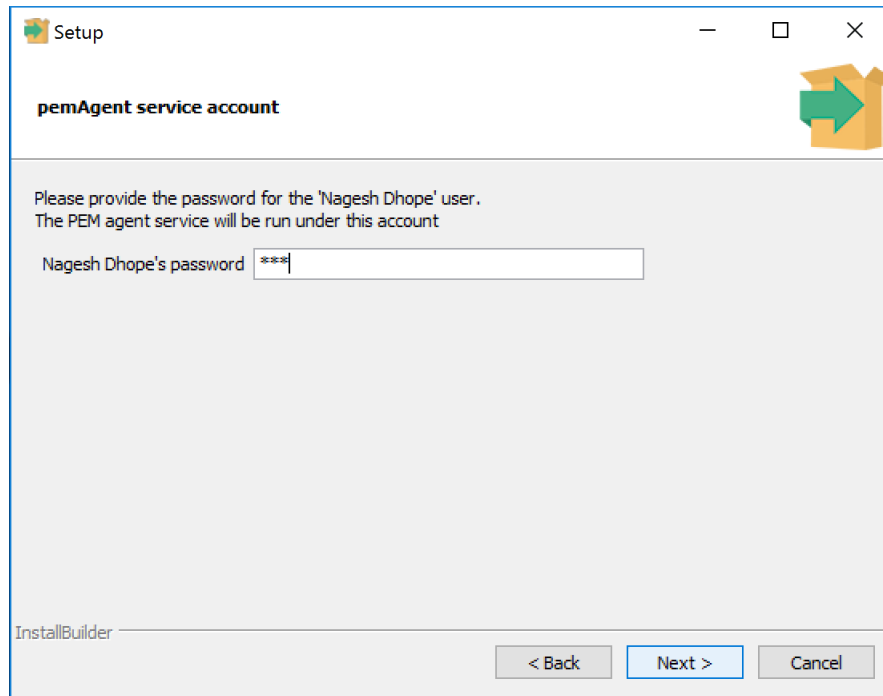 Setup
pemAgent service account
Please provide the password for the 'Nagesh Dhope' user.
The PEM agent service will be run under this account
Nagesh Dhope's password ***
InstallBuilder
< Back Next > Cancel